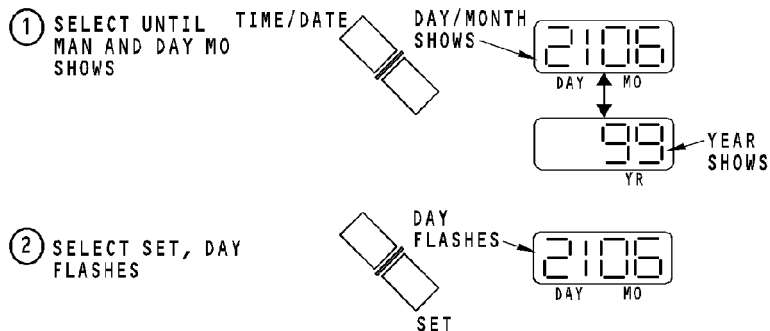 1 SELECT UNTIL
MAN AND DAY MO
SHOWS
TIME/DATE
DAY/MONTH
SHOWS
2106
DAY MO
99
YR
YEAR
SHOWS
2 SELECT SET, DAY
FLASHES
SET
DAY
FLASHES
2106
DAY MO